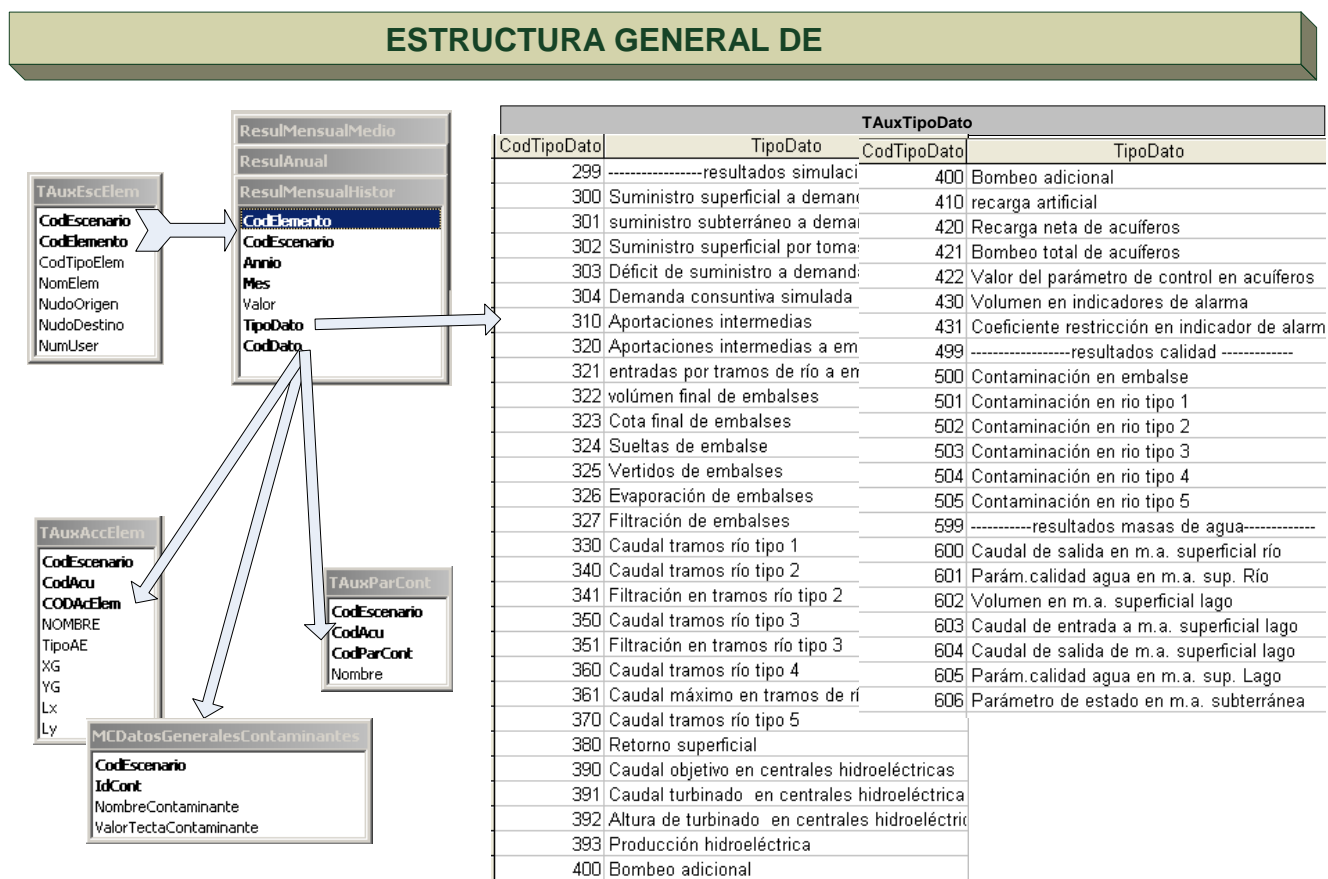 ESTRUCTURA GENERAL DE
TAuxEscElem
CodEscenario
CodElemento
CodTipoElem
NomElem
NudoOrigen
NudoDestino
NumUser
ResulMensualMedio
ResulAnual
ResulMensualHistor
CodElemento
CodEscenario
Annio
Mes
Valor
TipoDato
CodDato
TAuxAccElem
CodEscenario
CodAcu
CODAcElem
NOMBRE
TipoAE
XG
YG
Lx
Ly
TAuxParCont
CodEscenario
CodAcu
CodParCont
Nombre
MCDatosGeneralesContaminantes
CodEscenario
IdCont
NombreContaminante
ValorTectaContaminante
TAuxTipoDato
CodTipoDato TipoDato
299 -----------------resultados simulaci
300 Suministro superficial a deman
301 suministro subterráneo a dema
302 Suministro superficial por toma
303 Déficit de suministro a demand
304 Demanda consuntiva simulada
310 Aportaciones intermedias
320 Aportaciones intermedias a em
321 entradas por tramos de río a em
322 volúmen final de embalses
323 Cota final de embalses
324 Sueltas de embalse
325 Vertidos de embalses
326 Evaporación de embalses
327 Filtración de embalses
330 Caudal tramos río tipo 1
340 Caudal tramos río tipo 2
341 Filtración en tramos río tipo 2
350 Caudal tramos río tipo 3
351 Filtración en tramos río tipo 3
360 Caudal tramos río tipo 4
361 Caudal máximo en tramos de rí
370 Caudal tramos río tipo 5
380 Retorno superficial
390 Caudal objetivo en centrales hidroeléctricas
391 Caudal turbinado en centrales hidroeléctrica
392 Altura de turbinado en centrales hidroeléctric
393 Producción hidroeléctrica
400 Bombeo adicional
CodTipoDato TipoDato
400 Bombeo adicional
410 recarga artificial
420 Recarga neta de acuíferos
421 Bombeo total de acuíferos
422 Valor del parámetro de control en acuíferos
430 Volumen en indicadores de alarma
431 Coeficiente restricción en indicador de alarm
499 ------------------resultados calidad -------------
500 Contaminación en embalse
501 Contaminación en rio tipo 1
502 Contaminación en rio tipo 2
503 Contaminación en rio tipo 3
504 Contaminación en rio tipo 4
505 Contaminación en rio tipo 5
599 -----------resultados masas de agua-------------
600 Caudal de salida en m.a. superficial río
601 Parám.calidad agua en m.a. sup. Río
602 Volumen en m.a. superficial lago
603 Caudal de entrada a m.a. superficial lago
604 Caudal de salida de m.a. superficial lago
605 Parám.calidad agua en m.a. sup. Lago
606 Parámetro de estado en m.a. subterránea